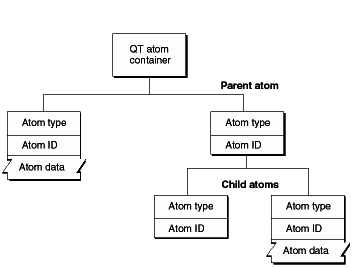 QT atom
container
Parent atom
Atom type
Atom ID
Atom data
Atom type
Atom ID
Child atoms
Atom type
Atom ID
Atom type
Atom ID
Atom data